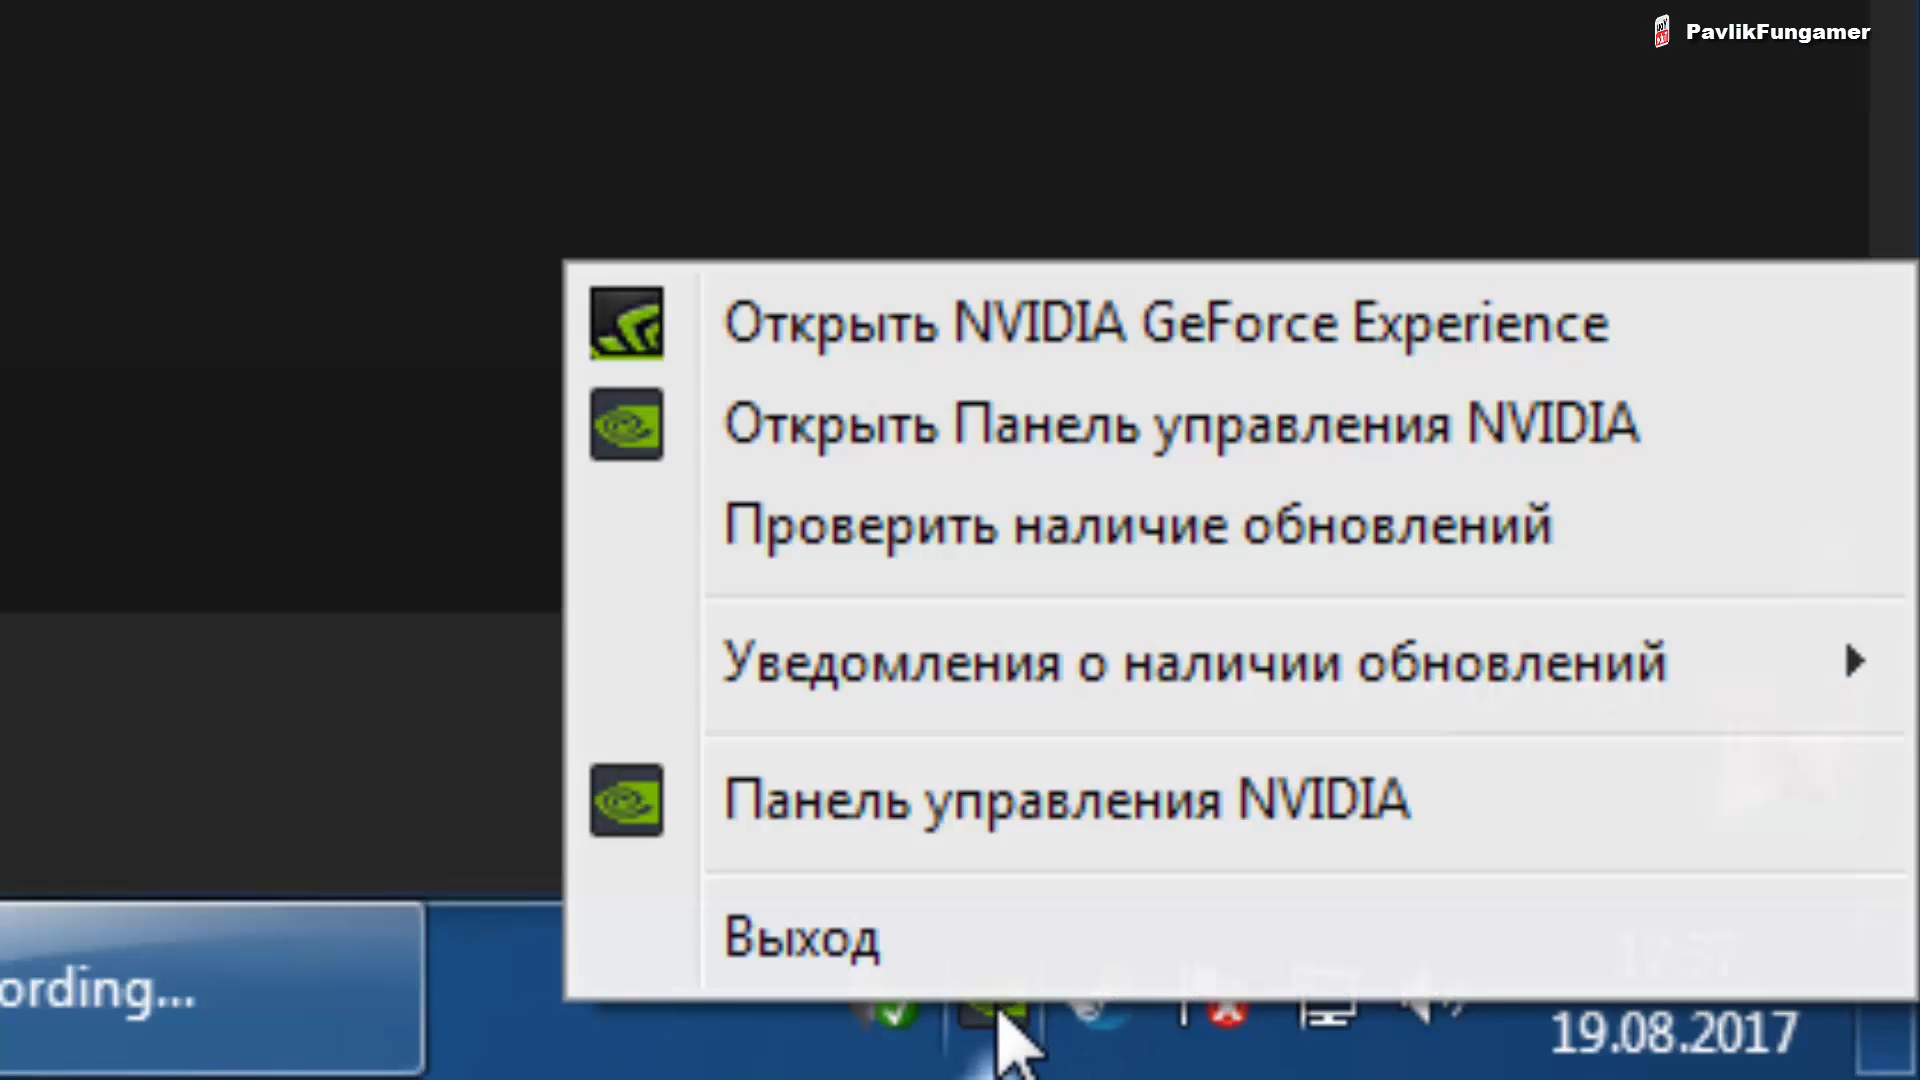 PavlikFungamer
Открыть NVIDIA GeForce Experience
Открыть Панель управления NVIDIA
Проверить наличие обновлений
Уведомления о наличии обновлений
Панель управления NVIDIA
Выход
ording...
19.08.2017